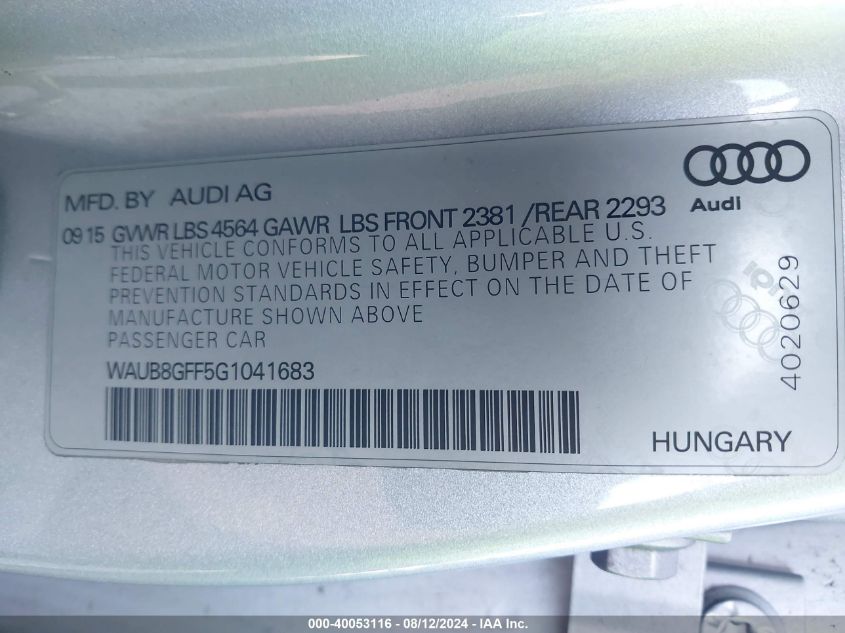 MFD. BY AUDI AG
09 15 GVWR LBS 4564 GAWR LBS FRONT 2381 /REAR 2293
THIS VEHICLE CONFORMS TO ALL APPLICABLE U.S.
FEDERAL MOTOR VEHICLE SAFETY, BUMPER AND THEFT
PREVENTION STANDARDS IN EFFECT ON THE DATE OF
MANUFACTURE SHOWN ABOVE
PASSENGER CAR
WAUB8GFF5G1041683
Audi
4020629
HUNGARY
000-40053116 - 08/12/2024 - IAA Inc.